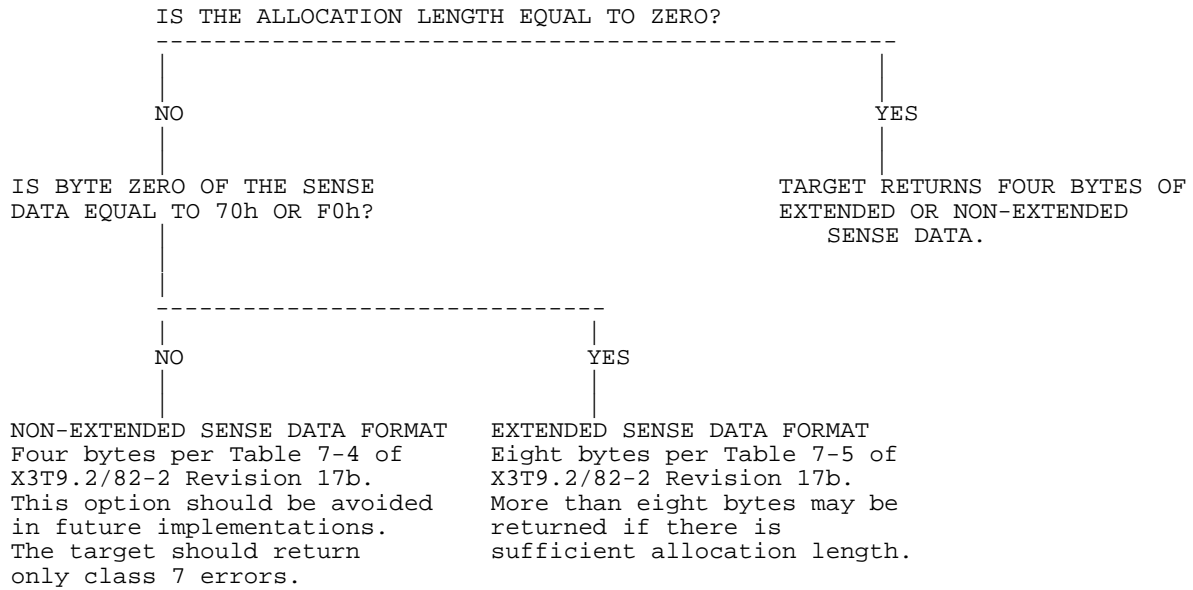 IS THE ALLOCATION LENGTH EQUAL TO ZERO?
NO
YES
IS BYTE ZERO OF THE SENSE
DATA EQUAL TO 70h OR F0h?
TARGET RETURNS FOUR BYTES OF
EXTENDED OR NON-EXTENDED
SENSE DATA.
NO
YES
NON-EXTENDED SENSE DATA FORMAT
Four bytes per Table 7-4 of
X3T9.2/82-2 Revision 17b.
This option should be avoided
in future implementations.
The target should return
only class 7 errors.
EXTENDED SENSE DATA FORMAT
Eight bytes per Table 7-5 of
X3T9.2/82-2 Revision 17b.
More than eight bytes may be
returned if there is
sufficient allocation length.